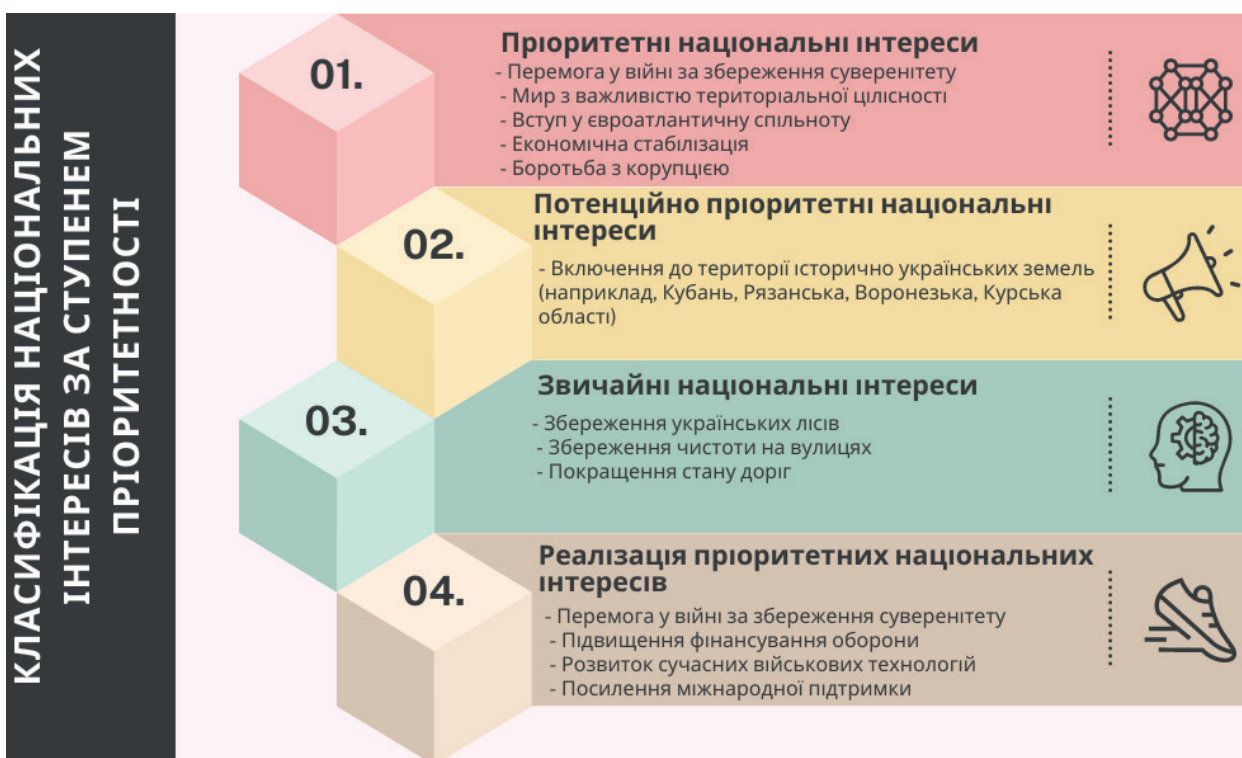 КЛАСИФІКАЦІЯ НАЦІОНАЛЬНИХ
ІНТЕРЕСІВ ЗА СТУПЕНЕМ
ПРІОРИТЕТНОСТІ
01.
Пріоритетні національні інтереси
- Перемога у війні за збереження суверенітету
- Мир з важливістю територіальної цілісності
- Вступ у євроатлантичну спільноту
- Економічна стабілізація
- Боротьба з корупцією
02.
Потенційно пріоритетні національні
інтереси
- Включення до території історично українських земель
(наприклад, Кубань, Рязанська, Воронезька, Курська
області)
03.
Звичайні національні інтереси
- Збереження українських лісів
- Збереження чистоти на вулицях
- Покращення стану доріг
04.
Реалізація пріоритетних національних
інтересів
- Перемога у війні за збереження суверенітету
- Підвищення фінансування оборони
- Розвиток сучасних військових технологій
- Посилення міжнародної підтримки